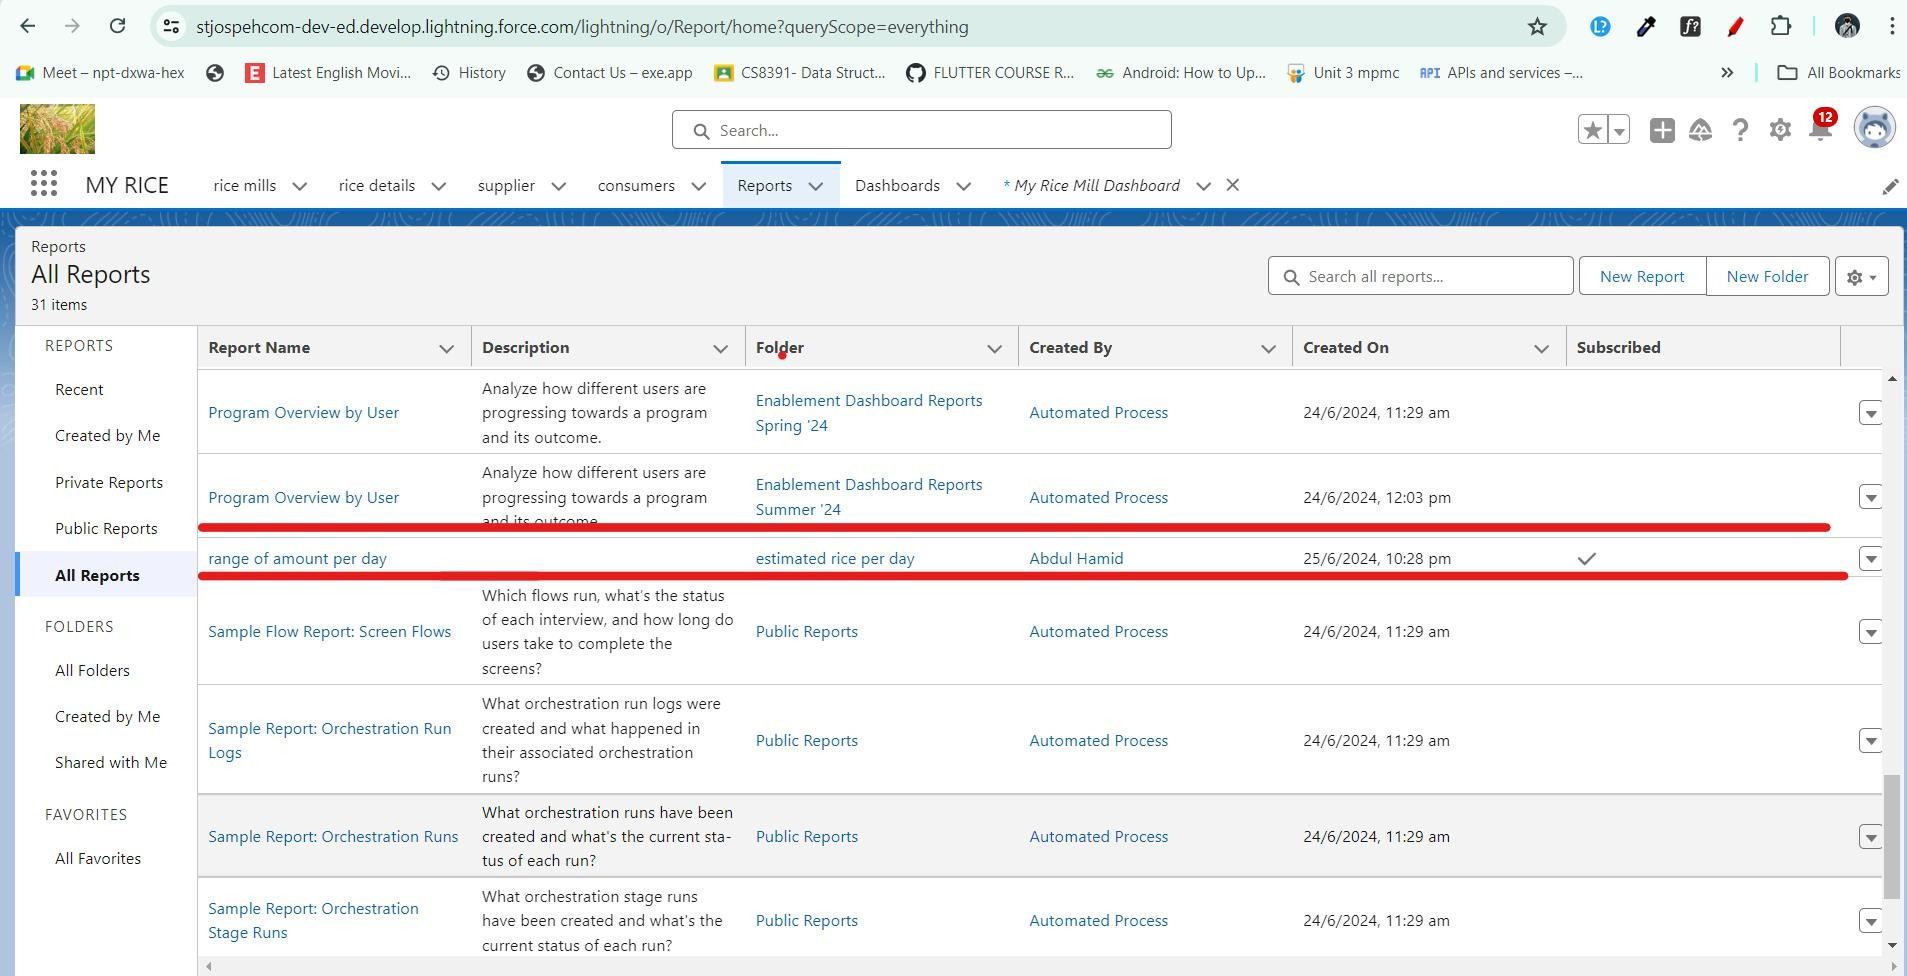 stjospehcom-dev-ed.develop.lightning.force.com/lightning/o/Report/home?queryScope=everything
Meet – npt-dxwa-hex
Latest English Movi...
History
Contact Us – exe.app
CS8391- Data Struct...
FLUTTER COURSE R...
Android: How to Up...
Unit 3 mpmc
API APIs and services –...
All Bookmarks
Search...
12
MY RICE
rice mills
rice details
supplier
consumers
Reports
Dashboards
* My Rice Mill Dashboard
Reports
All Reports
31 items
Search all reports...
New Report
New Folder
REPORTS
Recent
Created by Me
Private Reports
Public Reports
All Reports
FOLDERS
All Folders
Created by Me
Shared with Me
FAVORITES
All Favorites
Report Name
Description
Folder
Created By
Created On
Subscribed
Program Overview by User
Analyze how different users are
progressing towards a program
and its outcome.
Enablement Dashboard Reports
Spring '24
Automated Process
24/6/2024, 11:29 am
Program Overview by User
Analyze how different users are
progressing towards a program
and its outcome.
Enablement Dashboard Reports
Summer '24
Automated Process
24/6/2024, 12:03 pm
range of amount per day
estimated rice per day
Abdul Hamid
25/6/2024, 10:28 pm
Sample Flow Report: Screen Flows
Which flows run, what's the status
of each interview, and how long do
users take to complete the
screens?
Public Reports
Automated Process
24/6/2024, 11:29 am
Sample Report: Orchestration Run
Logs
What orchestration run logs were
created and what happened in
their associated orchestration
runs?
Public Reports
Automated Process
24/6/2024, 11:29 am
Sample Report: Orchestration Runs
What orchestration runs have been
created and what's the current sta-
tus of each run?
Public Reports
Automated Process
24/6/2024, 11:29 am
Sample Report: Orchestration
Stage Runs
What orchestration stage runs
have been created and what's the
current status of each run?
Public Reports
Automated Process
24/6/2024, 11:29 am